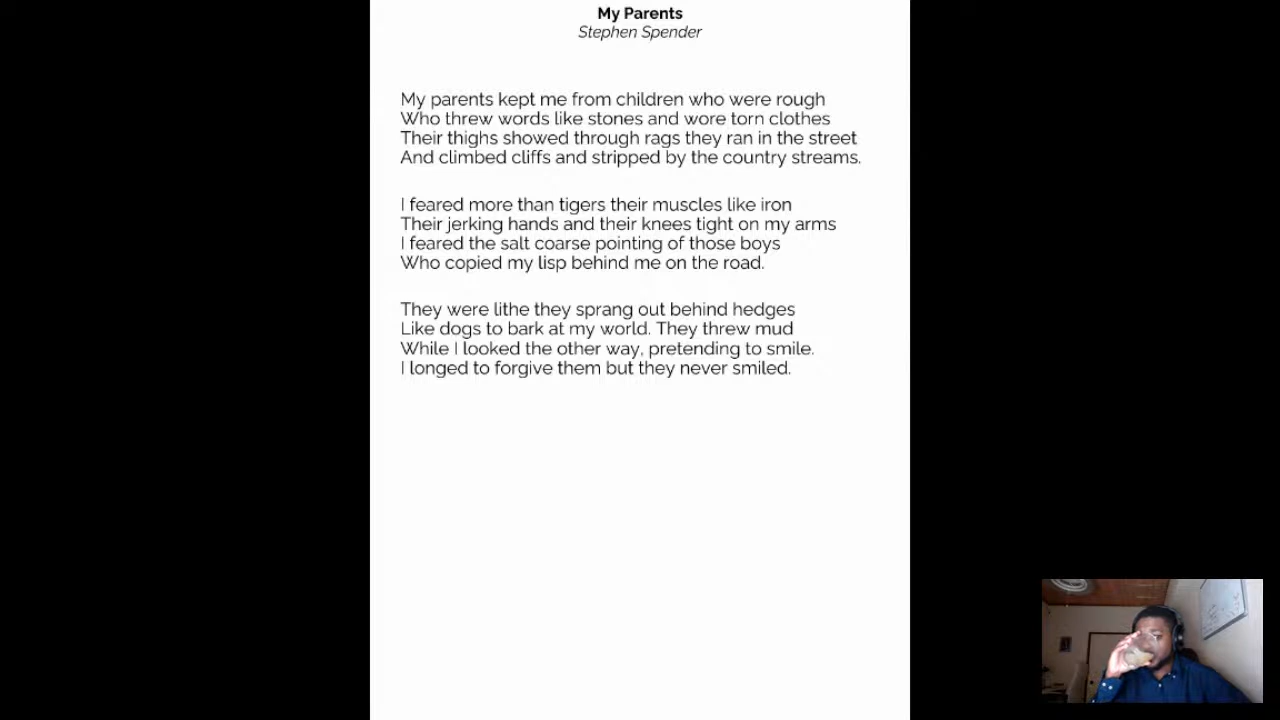 My Parents
Stephen Spender
My parents kept me from children who were rough
Who threw words like stones and wore torn clothes
Their thighs showed through rags they ran in the street
And climbed cliffs and stripped by the country streams.
I feared more than tigers their muscles like iron
Their jerking hands and their knees tight on my arms
I feared the salt coarse pointing of those boys
Who copied my lisp behind me on the road.
They were lithe they sprang out behind hedges
Like dogs to bark at my world. They threw mud
While I looked the other way, pretending to smile.
I longed to forgive them but they never smiled.